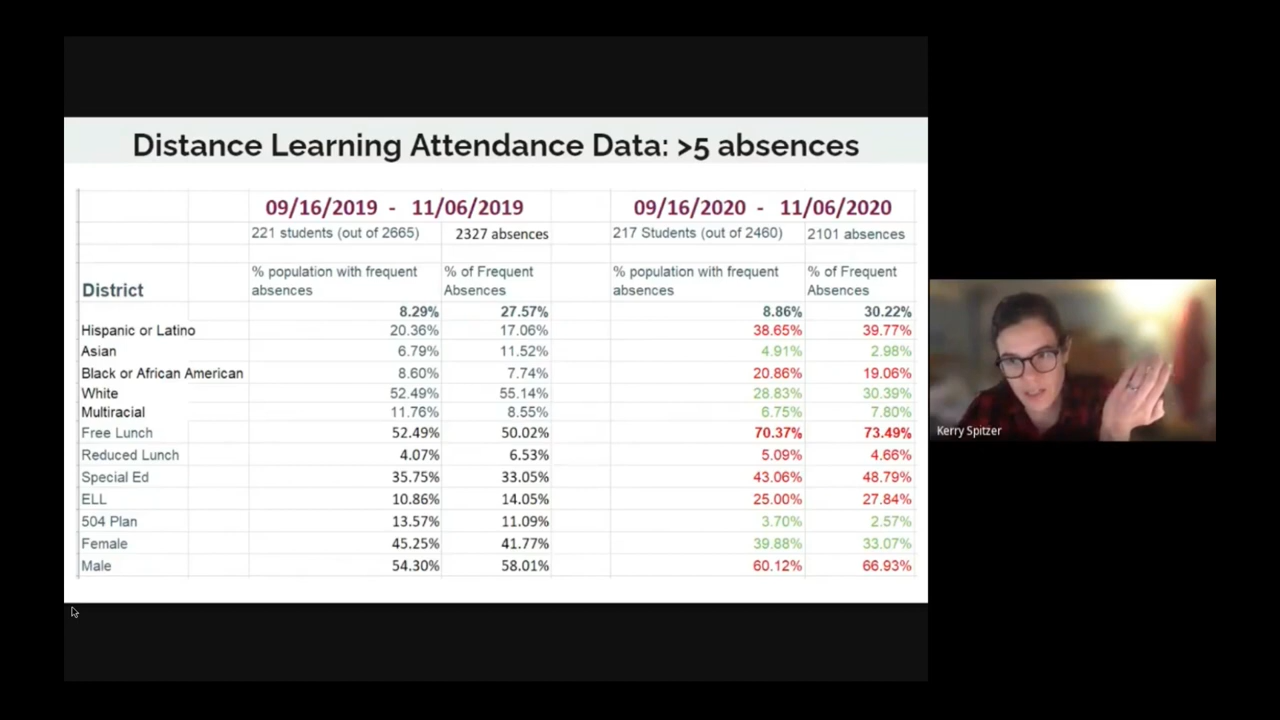 Distance Learning Attendance Data: >5 absences
09/16/2019 - 11/06/2019 09/16/2020 - 11/06/2020
221 students (out of 2665) 2327 absences 217 Students (out of 2460) 2101 absences
% population with frequent absences % of Frequent Absences % population with frequent absences % of Frequent Absences
District
8.29% 27.57% 8.86% 30.22%
Hispanic or Latino 20.36% 17.06% 38.65% 39.77%
Asian 6.79% 11.52% 4.91% 2.98%
Black or African American 8.60% 7.74% 20.86% 19.06%
White 52.49% 55.14% 28.83% 30.39%
Multiracial 11.76% 8.55% 6.75% 7.80%
Free Lunch 52.49% 50.02% 70.37% 73.49%
Reduced Lunch 4.07% 6.53% 5.09% 4.66%
Special Ed 35.75% 33.05% 43.06% 48.79%
ELL 10.86% 14.05% 25.00% 27.84%
504 Plan 13.57% 11.09% 3.70% 2.57%
Female 45.25% 41.77% 39.88% 33.07%
Male 54.30% 58.01% 60.12% 66.93%
Kerry Spitzer